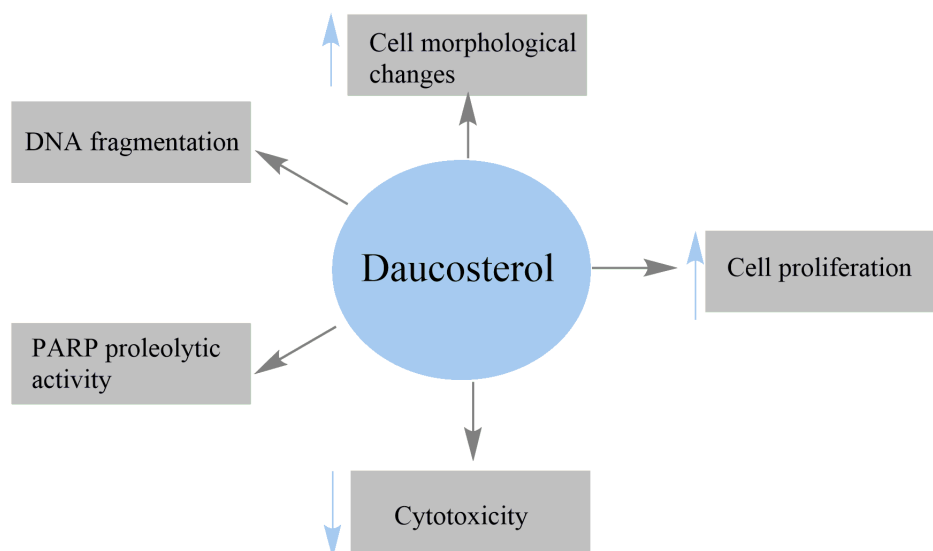 Cell morphological
changes
DNA fragmentation
Daucosterol
Cell proliferation
PARP proleolytic
activity
Cytotoxicity